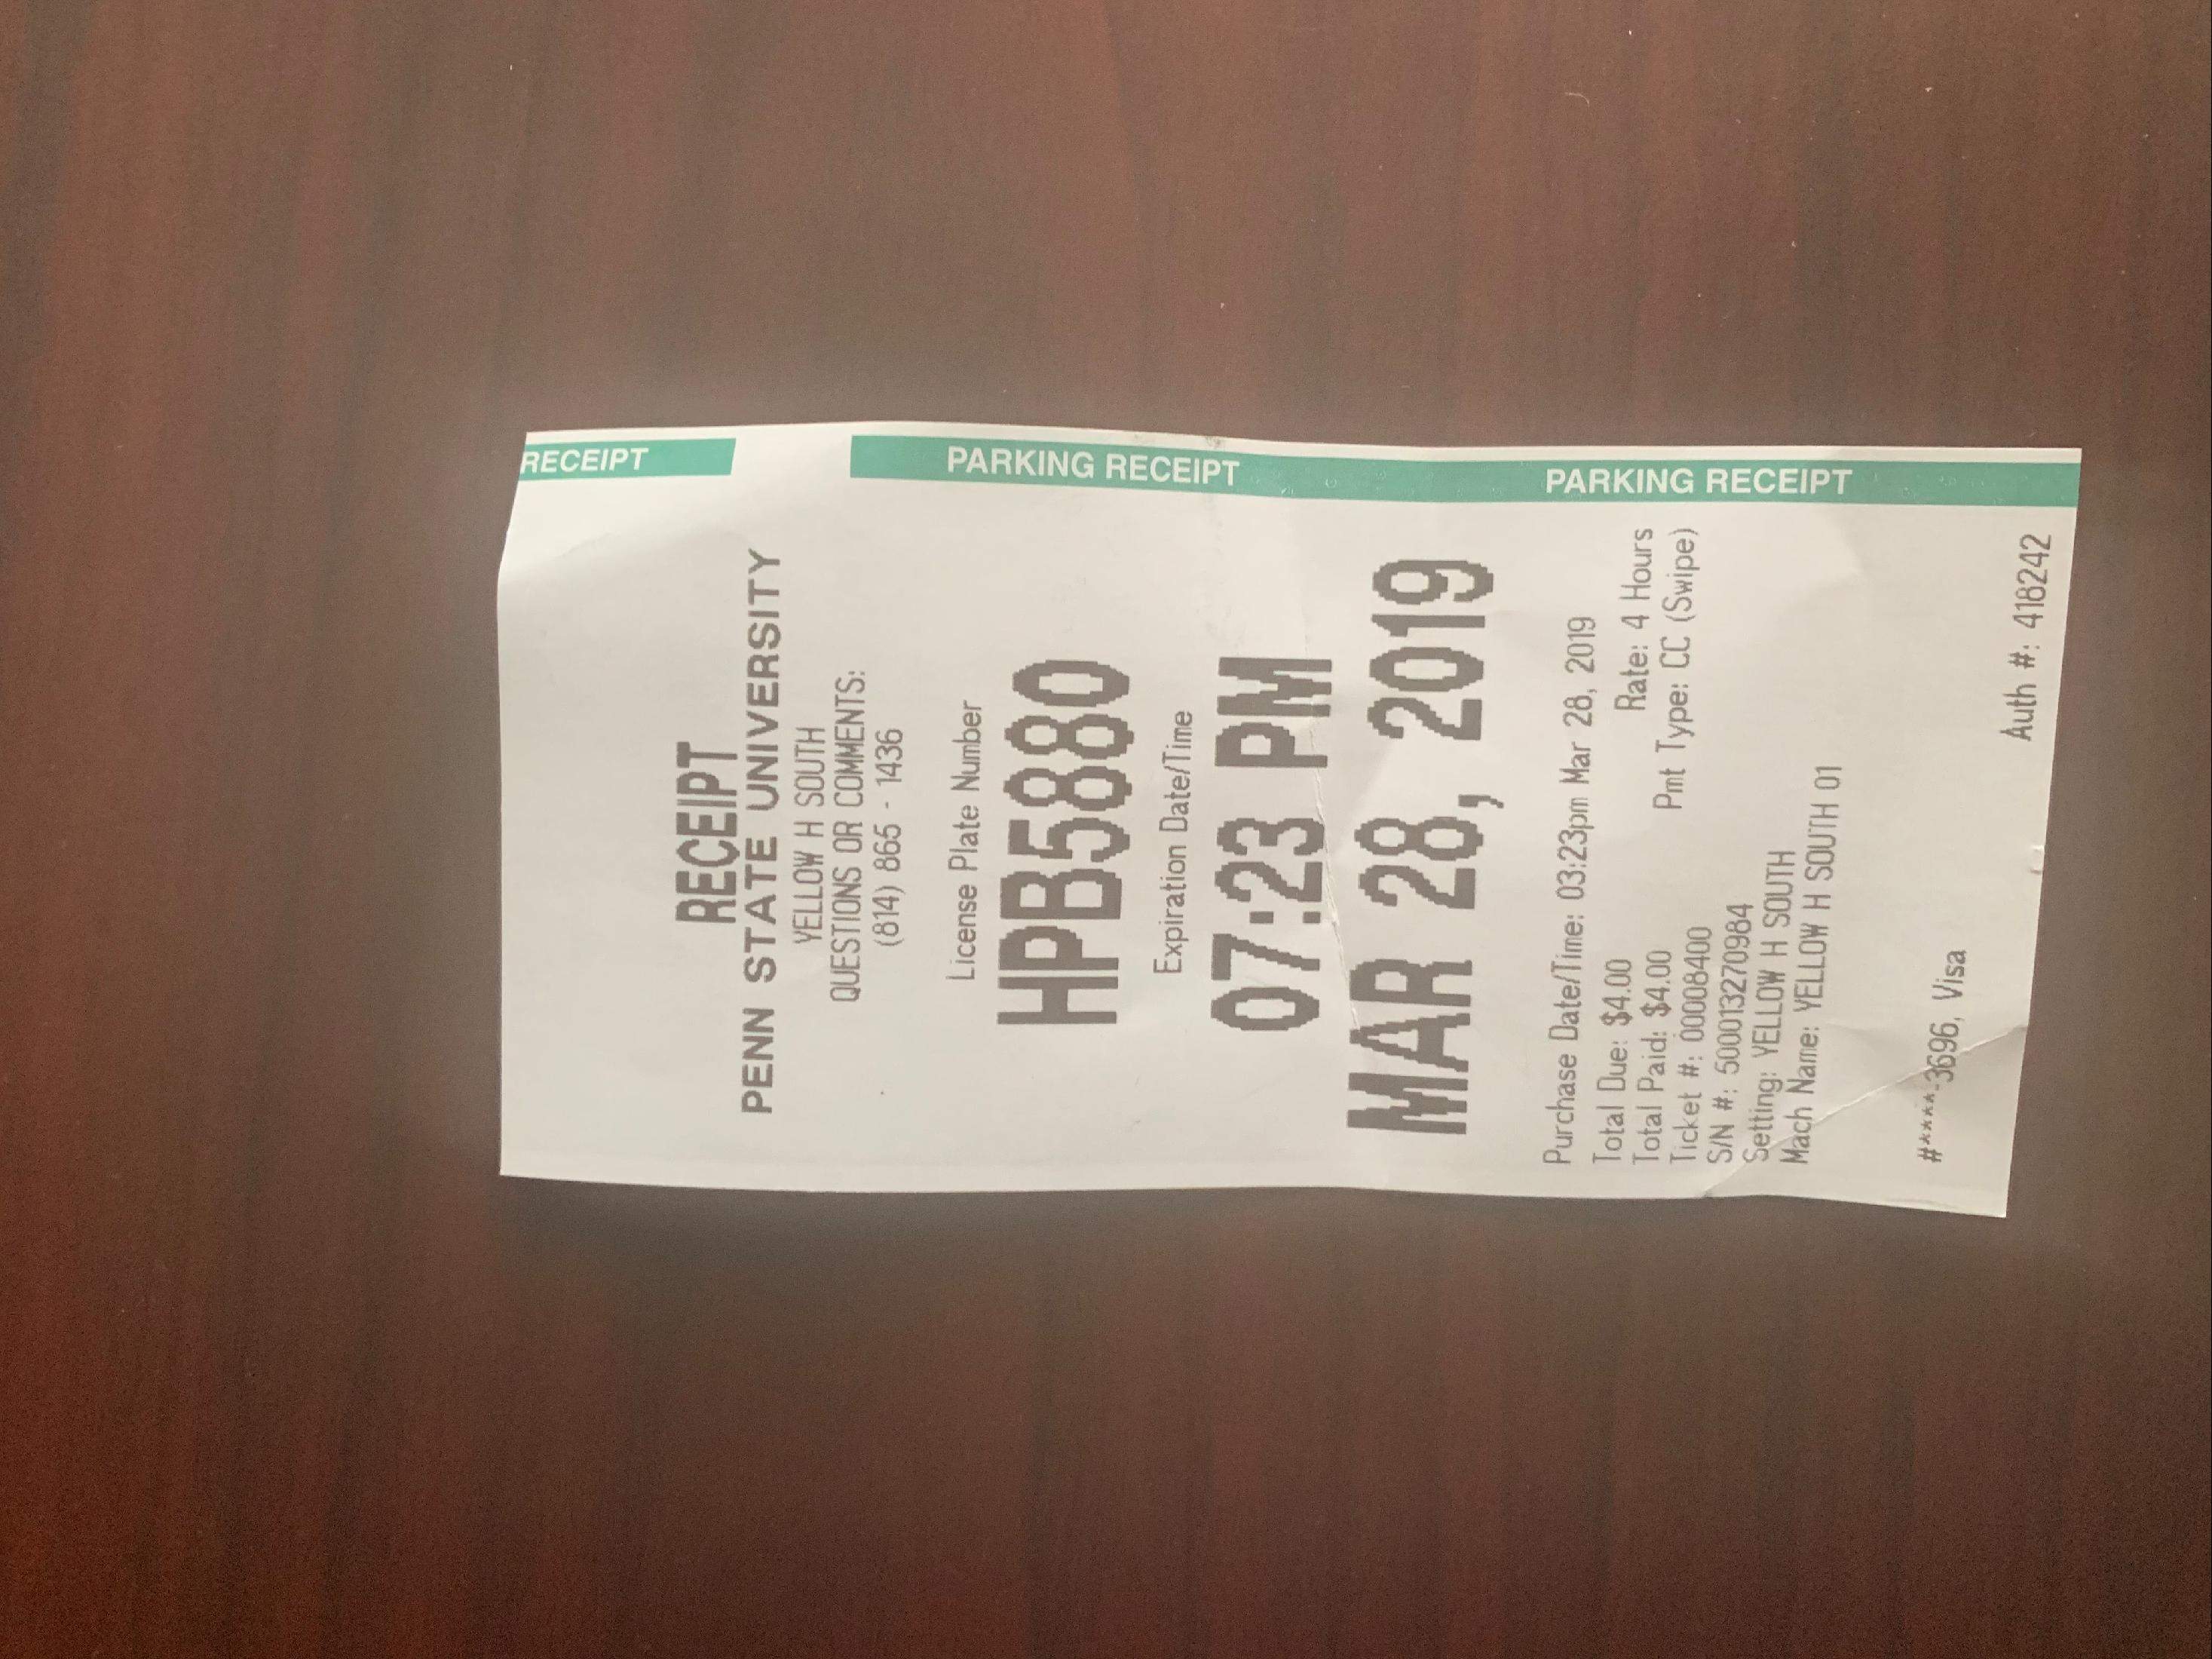 RECEIPT
PENN STATE UNIVERSITY
YELLOW H SOUTH
QUESTIONS OR COMMENTS:
(814) 865 - 1436
License Plate Number
HPB5880
Expiration Date/Time
07:23 PM
MAR 28, 2019
Purchase Date/Time: 03:23pm Mar 28, 2019
Total Due: $4.00 Rate: 4 Hours
Total Paid: $4.00 Pmt Type: CC (Swipe)
Ticket #: 00008400
S/N #: 500013270984
Setting: YELLOW H SOUTH
Mach Name: YELLOW H SOUTH 01
#*****-3696, Visa
Auth #: 418242
RECEIPT
PARKING RECEIPT
PARKING RECEIPT